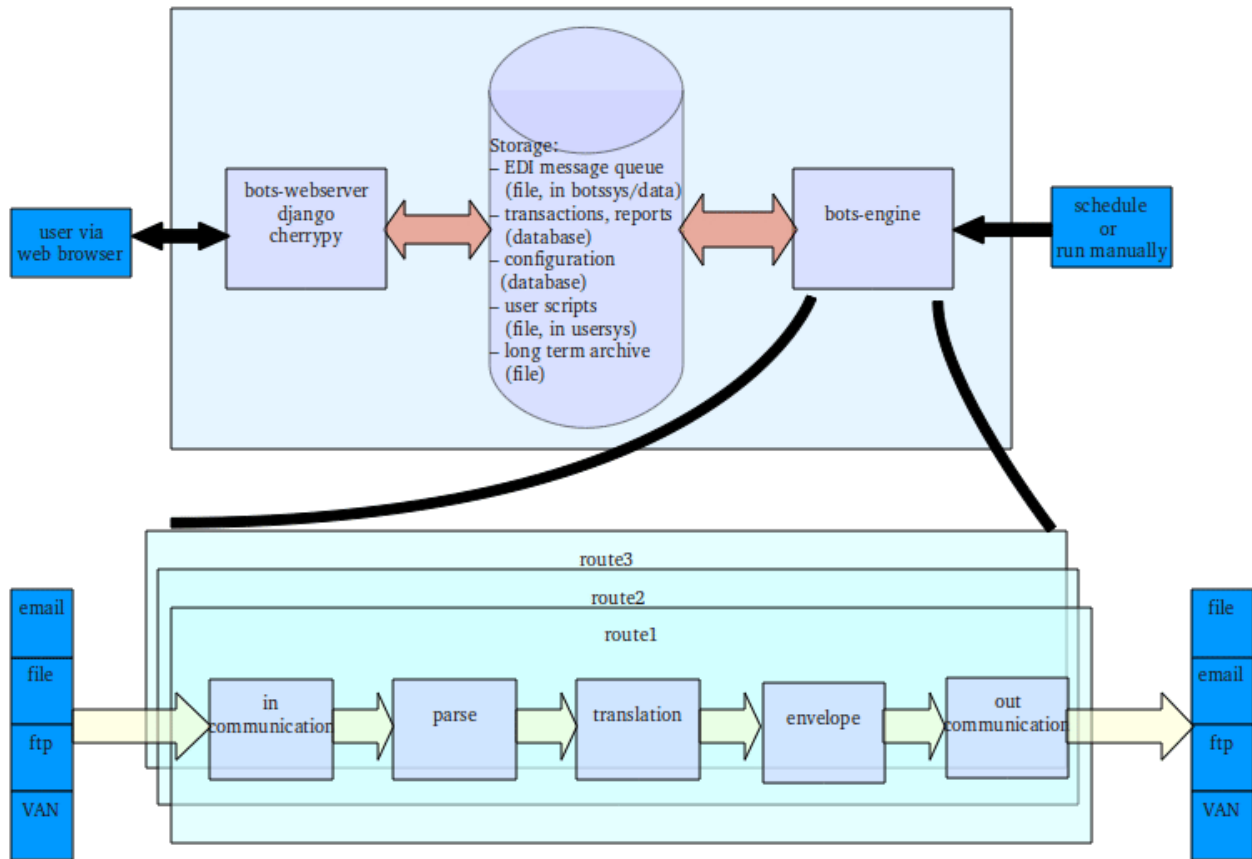 user via
web browser
bots-webserver
django
cherrypy
Storage:
– EDI message queue
(file, in botssys/data)
– transactions, reports
(database)
– configuration
(database)
– user scripts
(file, in usersys)
– long term archive
(file)
bots-engine
schedule
or
run manually
route3
route2
route1
email
file
ftp
VAN
in
communication
parse
translation
envelope
out
communication
file
email
ftp
VAN